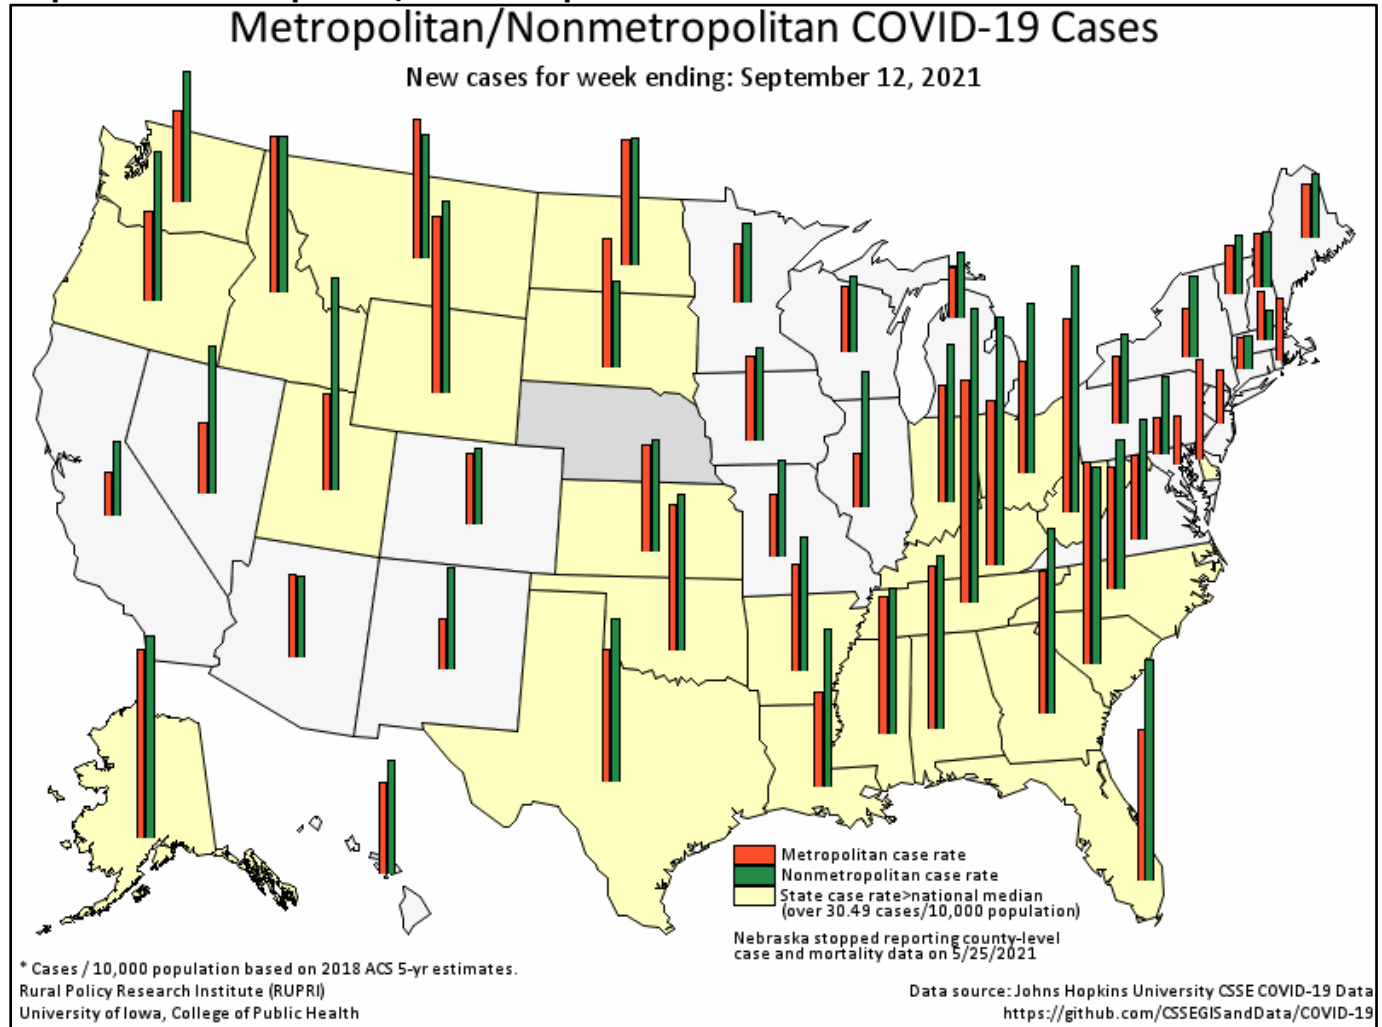 Metropolitan/Nonmetropolitan COVID-19 Cases
New cases for week ending: September 12, 2021
Metropolitan case rate
Nonmetropolitan case rate
State case rate>national median
(over 30.49 cases/10,000 population)
Nebraska stopped reporting county-level
case and mortality data on 5/25/2021
* Cases / 10,000 population based on 2018 ACS 5-yr estimates.
Rural Policy Research Institute (RUPRI)
University of Iowa, College of Public Health
Data source: Johns Hopkins University CSSE COVID-19 Data
https://github.com/CSSEGISandData/COVID-19